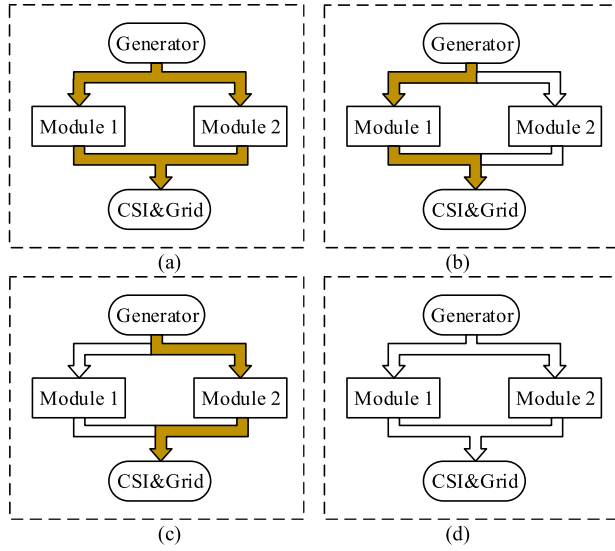 Generator
Module 1
Module 2
CSI&Grid
(a)
Generator
Module 1
Module 2
CSI&Grid
(b)
Generator
Module 1
Module 2
CSI&Grid
(c)
Generator
Module 1
Module 2
CSI&Grid
(d)